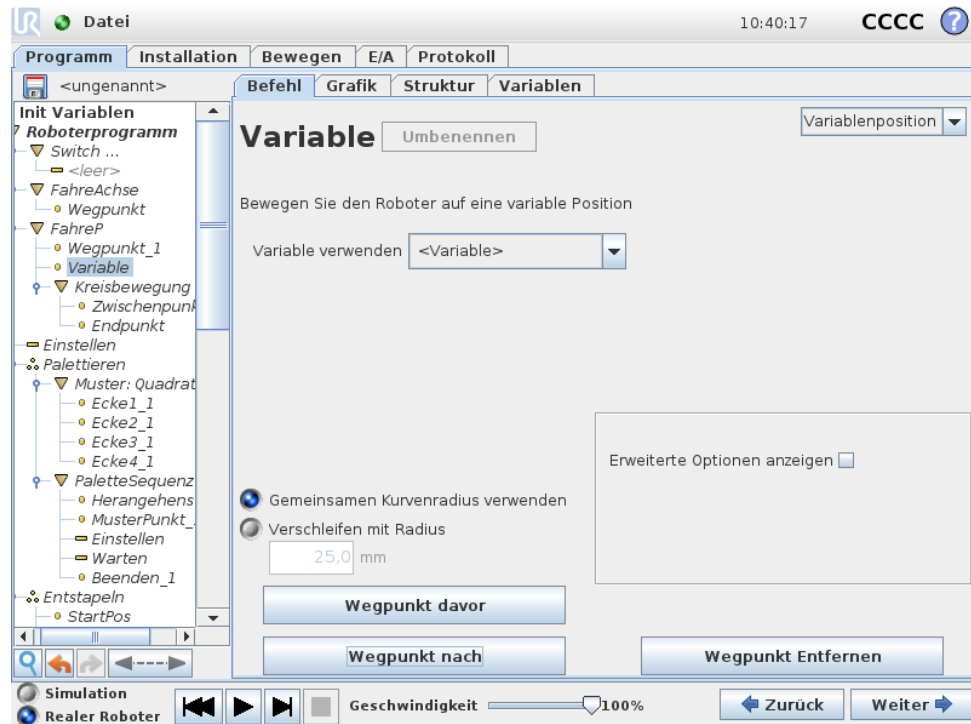 UR Datei 10:40:17 CCCC ?
Programm Installation Bewegen E/A Protokoll
<ungenannt>
Befehl Grafik Struktur Variablen
Init Variablen
Roboterprogramm
Switch ...
<leer>
FahreAchse
Wegpunkt
FahreP
Wegpunkt_1
Variable
Kreisbewegung
Zwischenpunk
Endpunkt
Einstellen
Palettieren
Muster: Quadrat
Ecke1_1
Ecke2_1
Ecke3_1
Ecke4_1
PaletteSequenz
Herangehens
MusterPunkt_
Einstellen
Warten
Beenden_1
Entstapeln
StartPos
Variable Umbenennen
Variablenposition
Bewegen Sie den Roboter auf eine variable Position
Variable verwenden <Variable>
Erweiterte Optionen anzeigen
Gemeinsamen Kurvenradius verwenden
Verschleifen mit Radius
25,0 mm
Wegpunkt davor
Wegpunkt nach
Wegpunkt Entfernen
Simulation
Realer Roboter
Geschwindigkeit 100%
Zurück
Weiter